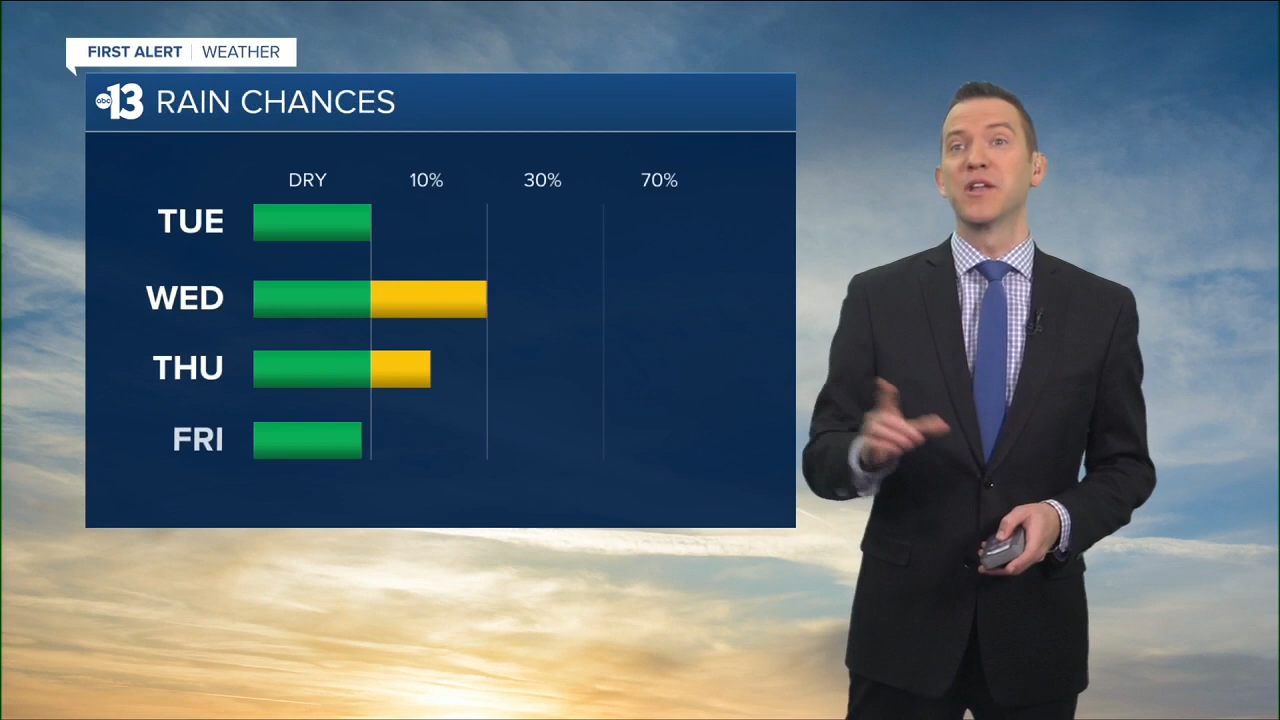 FIRST ALERT WEATHER
abc 13 RAIN CHANCES
DRY 10% 30% 70%
TUE
WED
THU
FRI